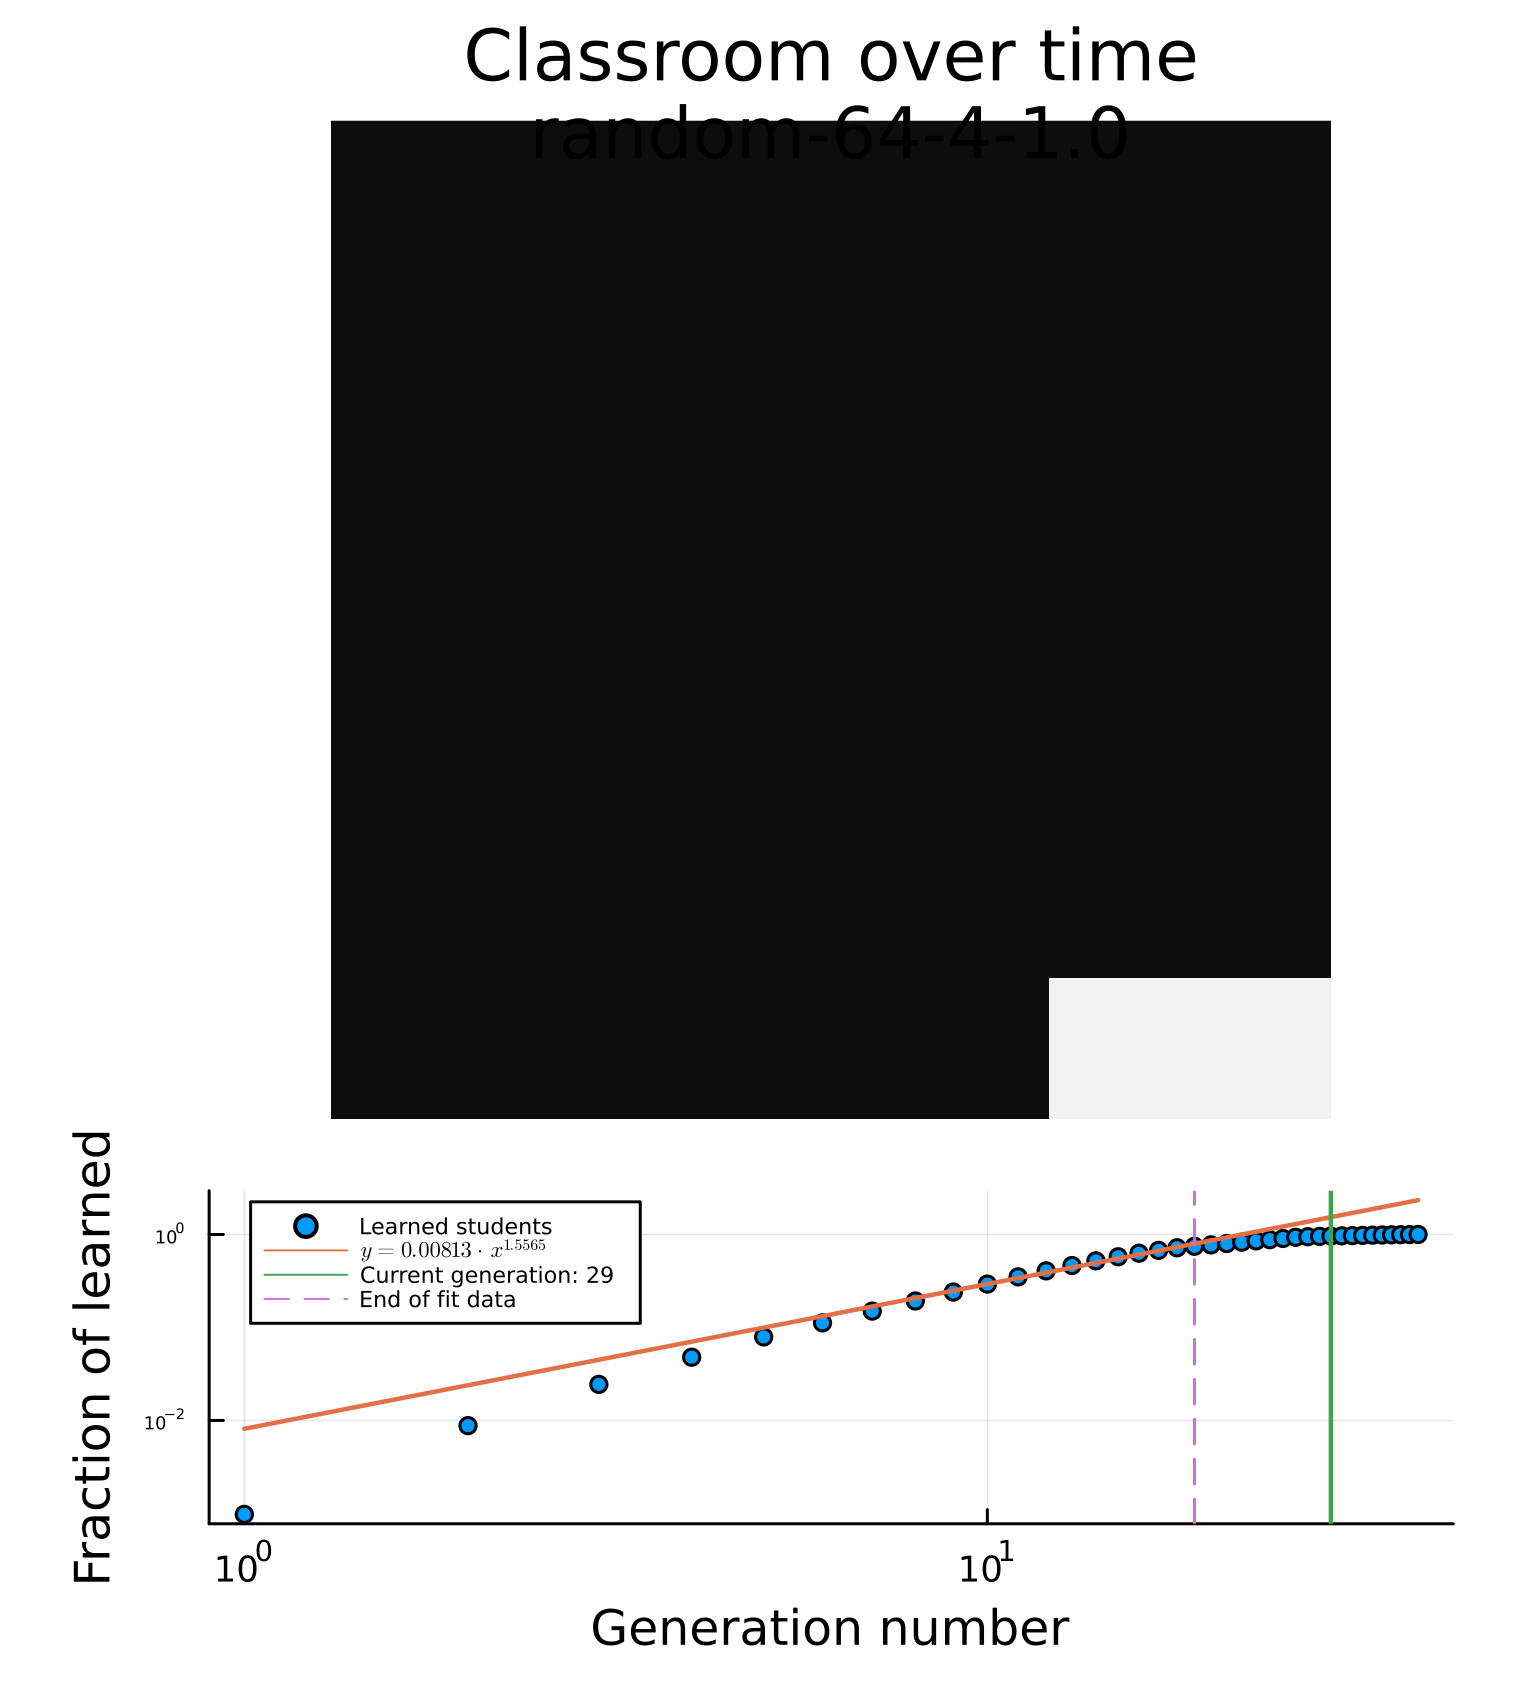 Classroom over time
random-64-4-1.0
Fraction of learned
10⁰
10⁻²
Learned students
y = 0.00813 · x^1.5565
Current generation: 29
End of fit data
10⁰
10¹
Generation number